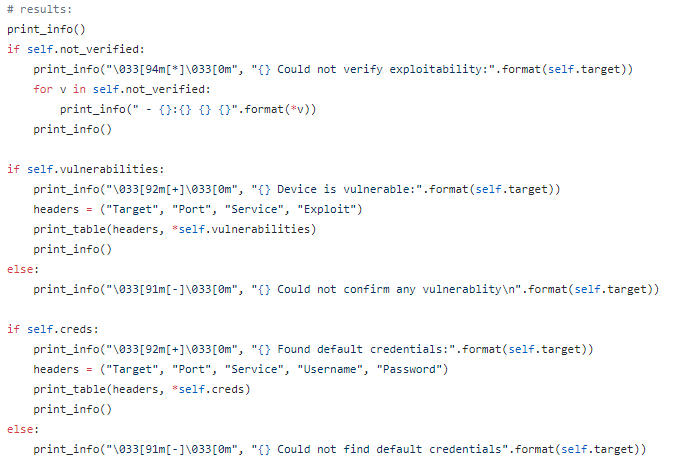 # results:
print_info()
if self.not_verified:
    print_info("\033[94m[*]\033[0m", "{} Could not verify exploitability:".format(self.target))
    for v in self.not_verified:
        print_info(" - {}:{} {} {}".format(*v))
    print_info()

if self.vulnerabilities:
    print_info("\033[92m[+]\033[0m", "{} Device is vulnerable:".format(self.target))
    headers = ("Target", "Port", "Service", "Exploit")
    print_table(headers, *self.vulnerabilities)
    print_info()
else:
    print_info("\033[91m[-]\033[0m", "{} Could not confirm any vulnerablity\n".format(self.target))

if self.creds:
    print_info("\033[92m[+]\033[0m", "{} Found default credentials:".format(self.target))
    headers = ("Target", "Port", "Service", "Username", "Password")
    print_table(headers, *self.creds)
    print_info()
else:
    print_info("\033[91m[-]\033[0m", "{} Could not find default credentials".format(self.target))